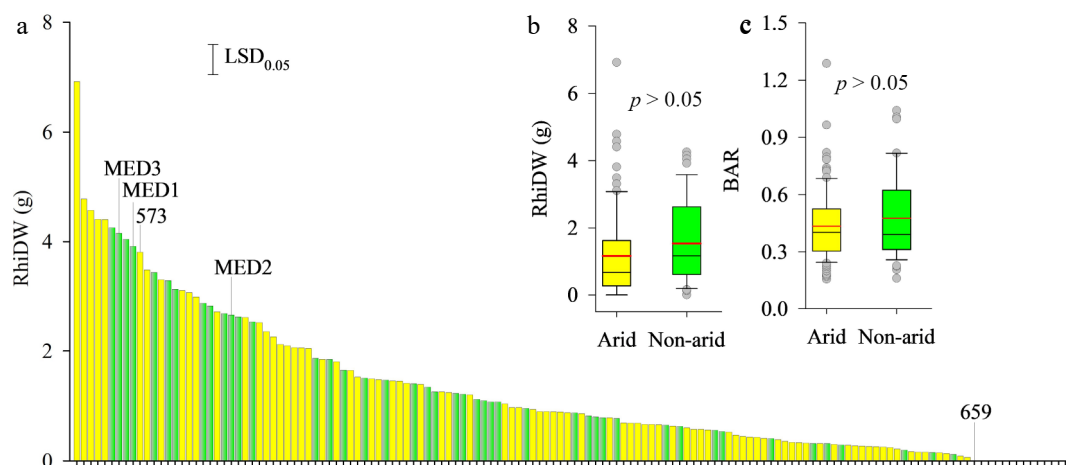 a
8
6
4
2
0
RhiDW (g)
LSD0.05
MED3
MED1
573
MED2
659
b
8
6
4
2
0
RhiDW (g)
p > 0.05
Arid Non-arid
c
1.5
1.2
0.9
0.6
0.3
0.0
BAR
p > 0.05
Arid Non-arid